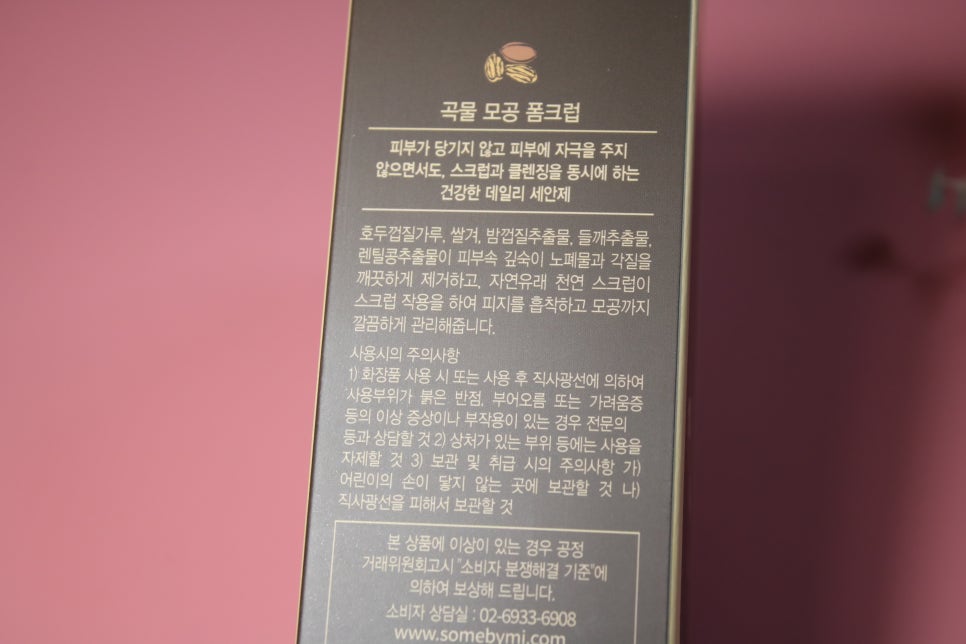 곡물 모공 폼크럽
피부가 당기지 않고 피부에 자극을 주지
않으면서도, 스크럽과 클렌징을 동시에 하는
건강한 데일리 세안제
호두껍질가루, 쌀겨, 밤껍질추출물, 들깨추출물,
렌틸콩추출물이 피부속 깊숙이 노폐물과 각질을
깨끗하게 제거하고, 자연유래 천연 스크럽이
스크럽 작용을 하여 피지를 흡착하고 모공까지
깔끔하게 관리해줍니다.
사용시의 주의사항
1) 화장품 사용 시 또는 사용 후 직사광선에 의하여
사용부위가 붉은 반점, 부어오름 또는 가려움증
등의 이상 증상이나 부작용이 있는 경우 전문의
등과 상담할 것 2) 상처가 있는 부위 등에는 사용을
자제할 것 3) 보관 및 취급 시의 주의사항 가)
어린이의 손이 닿지 않는 곳에 보관할 것 나)
직사광선을 피해서 보관할 것
본 상품에 이상이 있는 경우 공정
거래위원회고시 "소비자 분쟁해결 기준"에
의하여 보상해 드립니다.
소비자 상담실 : 02-6933-6908
www.somebymi.com